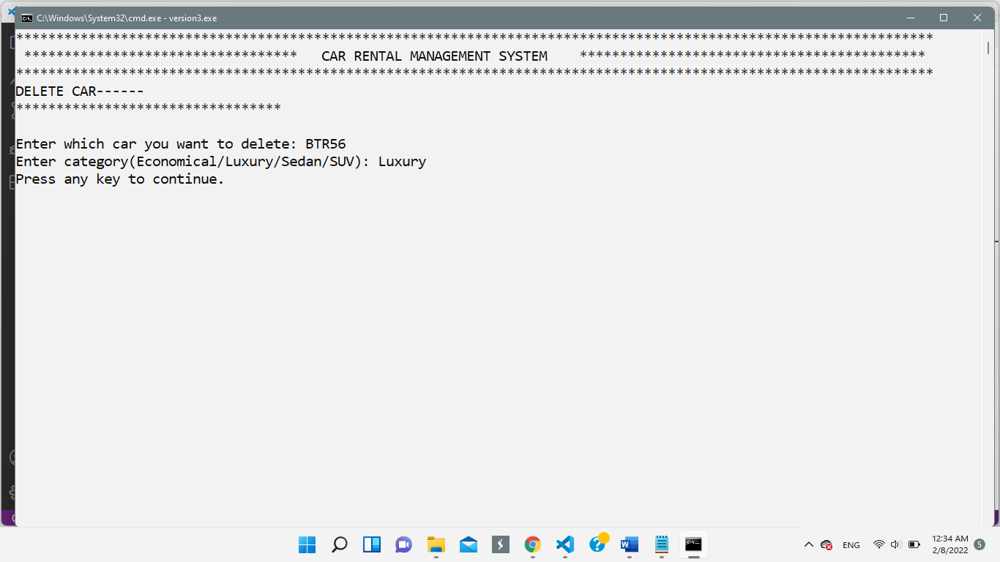 C:\Windows\System32\cmd.exe - version3.exe
******************************************************************************************************************
********************************** CAR RENTAL MANAGEMENT SYSTEM *******************************************
******************************************************************************************************************
DELETE CAR------
*********************************
Enter which car you want to delete: BTR56
Enter category(Economical/Luxury/Sedan/SUV): Luxury
Press any key to continue.
ENG
12:34 AM
2/8/2022
5